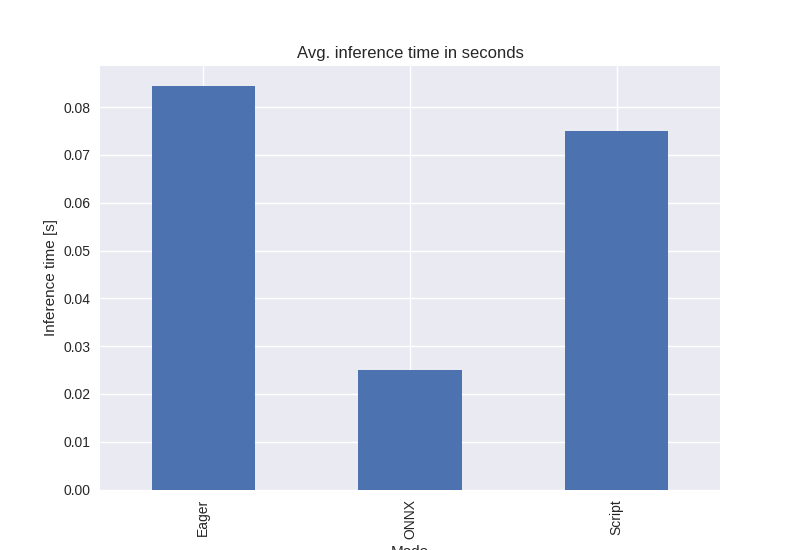 Avg. inference time in seconds
Inference time [s]
0.08
0.07
0.06
0.05
0.04
0.03
0.02
0.01
0.00
Eager
ONNX
Script